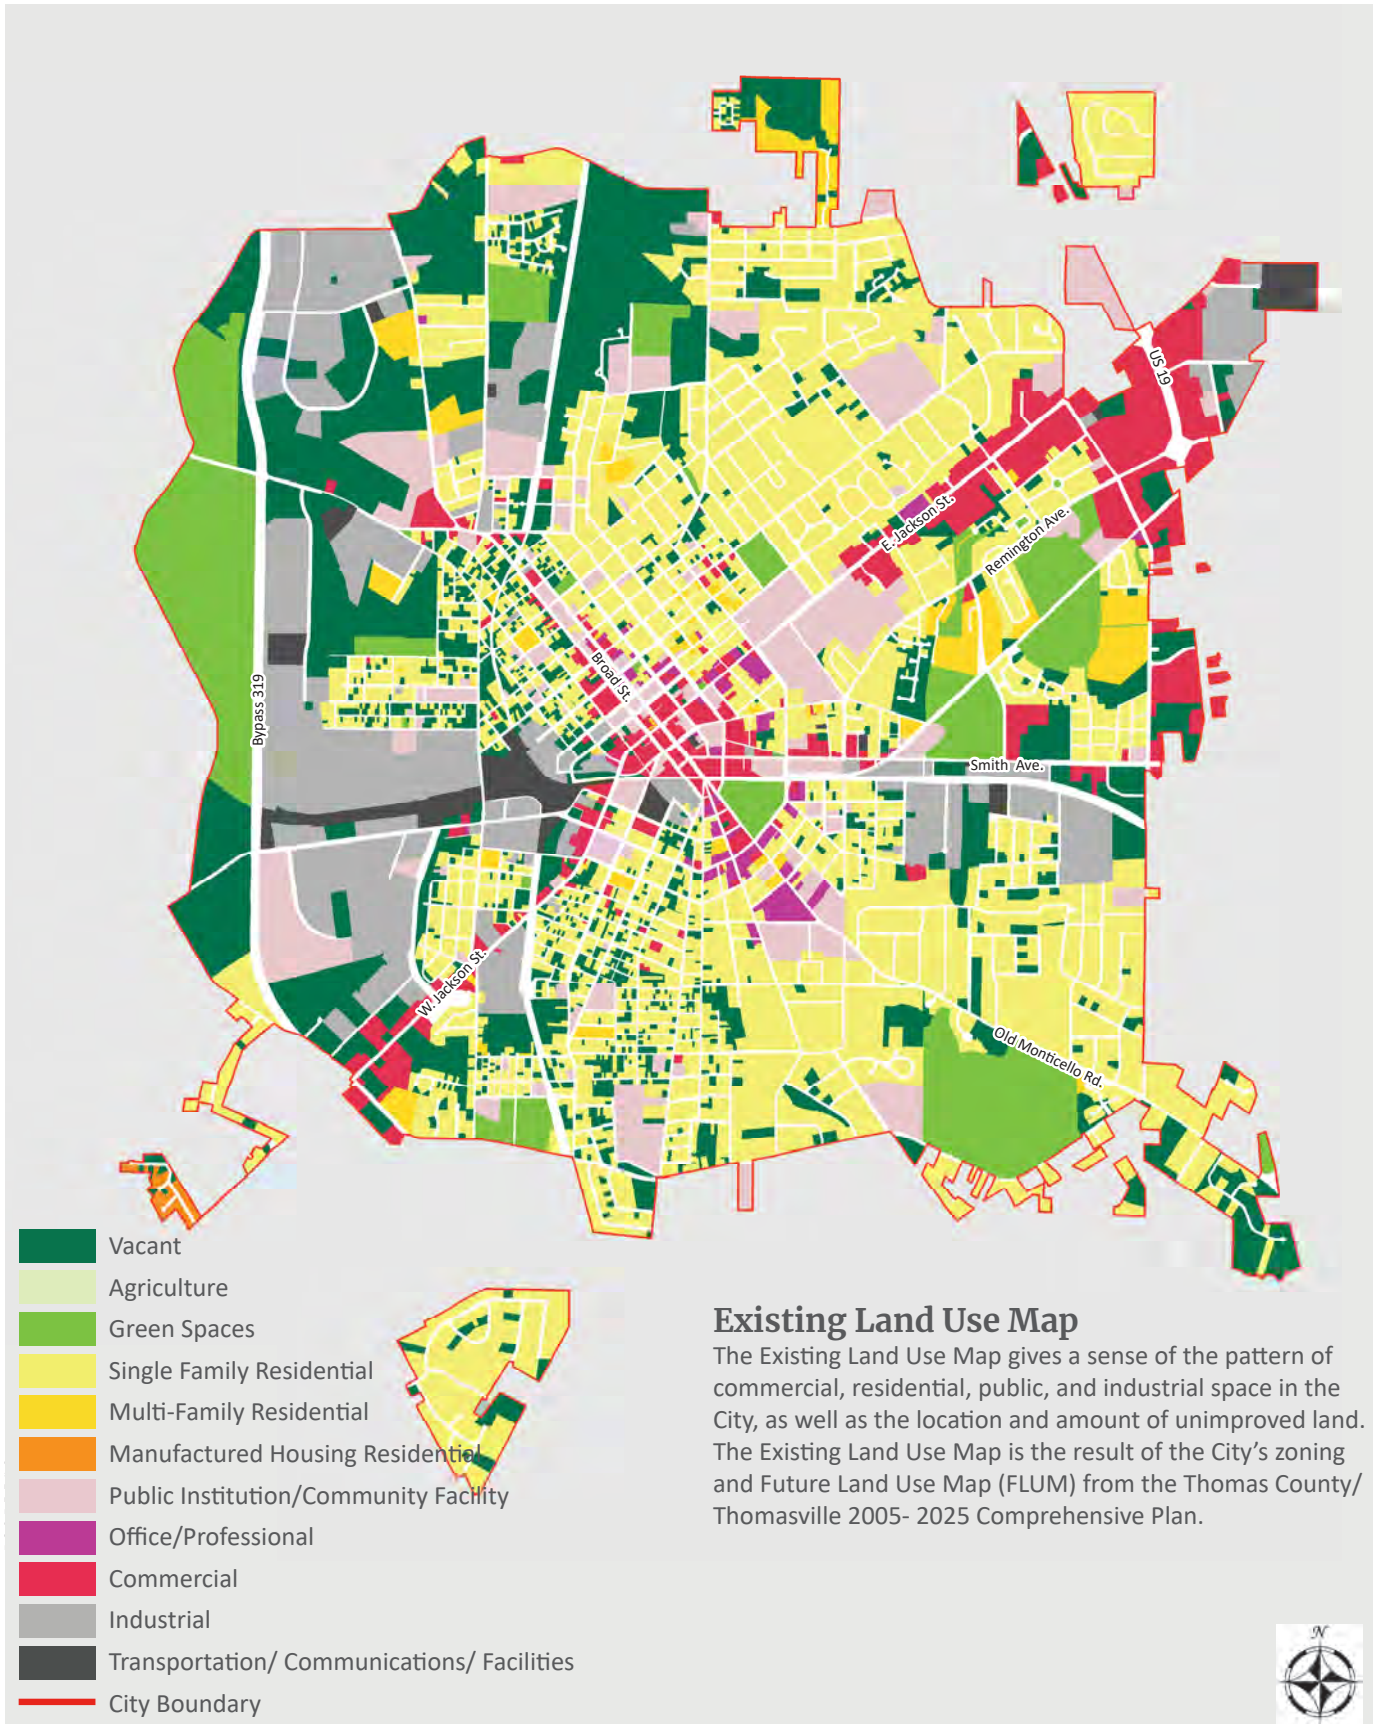 US 19
E. Jackson St.
Remington Ave.
Broad St.
Bypass 319
Smith Ave.
W. Jackson St.
Old Monticello Rd.
Vacant
Agriculture
Green Spaces
Single Family Residential
Multi-Family Residential
Manufactured Housing Residential
Public Institution/Community Facility
Office/Professional
Commercial
Industrial
Transportation/ Communications/ Facilities
City Boundary
Existing Land Use Map
The Existing Land Use Map gives a sense of the pattern of
commercial, residential, public, and industrial space in the
City, as well as the location and amount of unimproved land.
The Existing Land Use Map is the result of the City's zoning
and Future Land Use Map (FLUM) from the Thomas County/
Thomasville 2005- 2025 Comprehensive Plan.
N